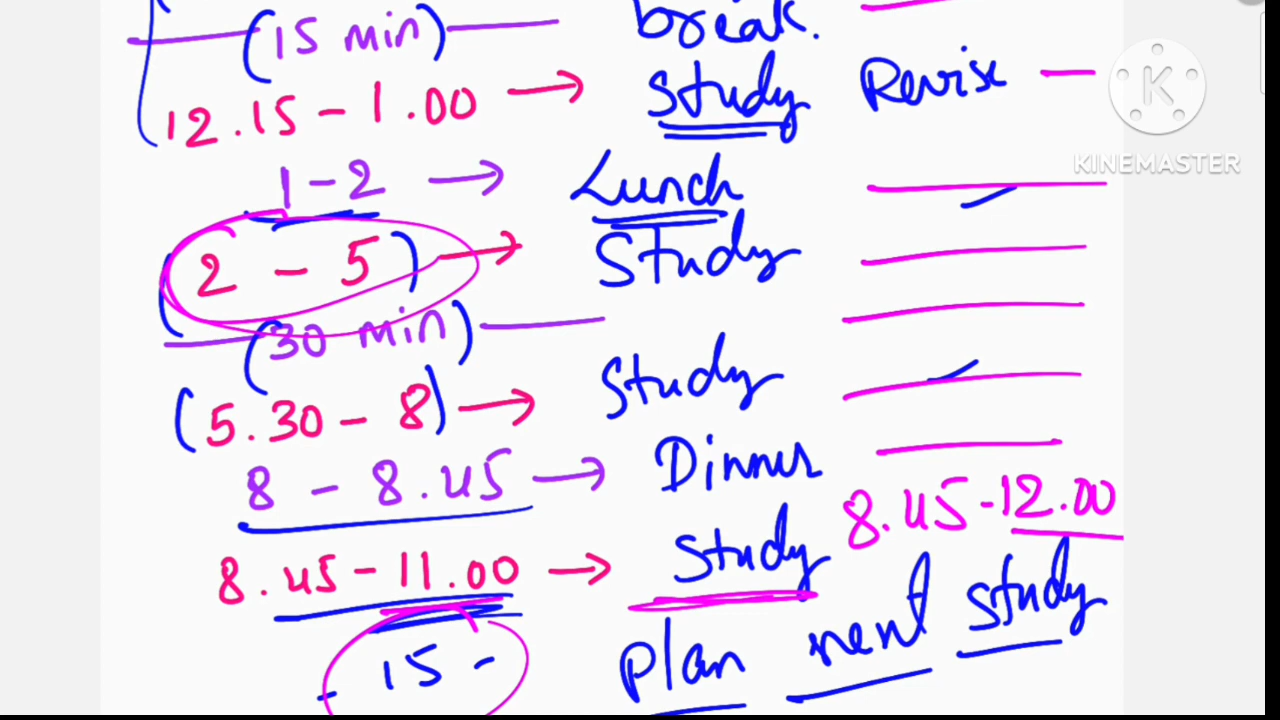 (15 min) break.
12.15 - 1.00 → study Revise -
1 - 2 → Lunch
(2 - 5) → Study
(30 min)
(5.30 - 8) → Study
8 - 8.45 → Dinner
8.45 - 11.00 → Study 8.45 - 12.00
15 - plan next study
K
KINEMASTER